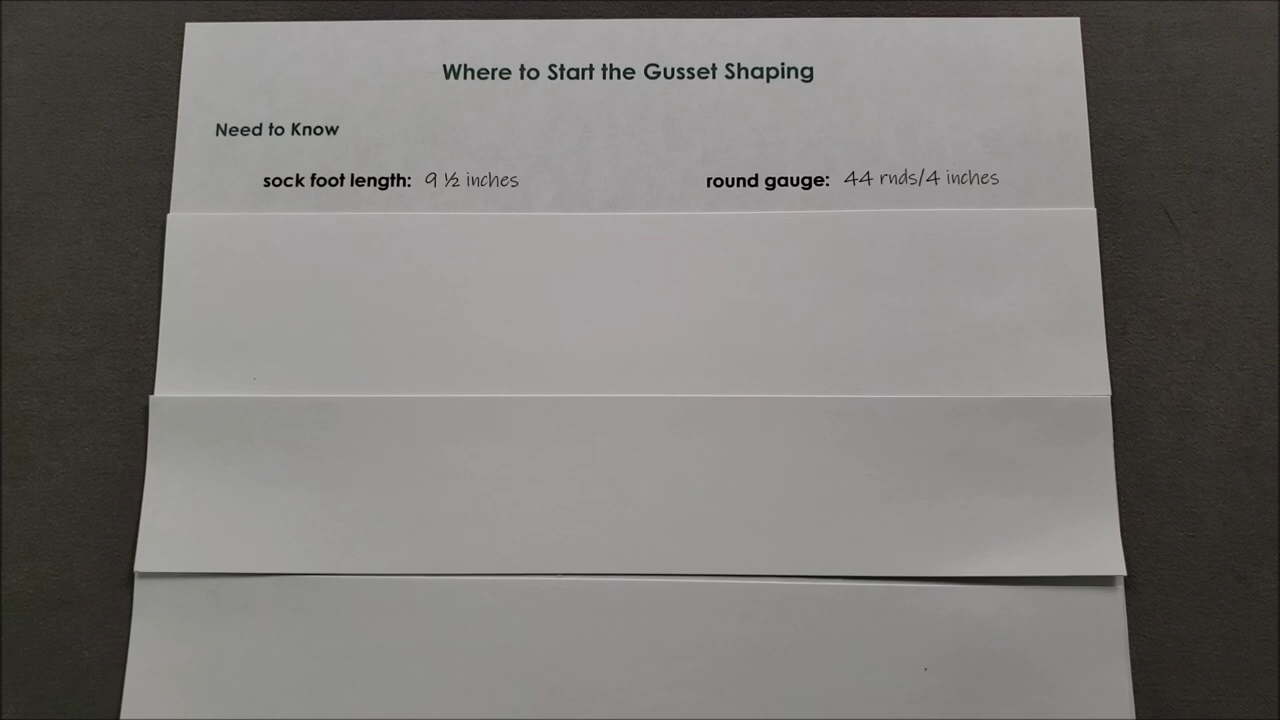 Where to Start the Gusset Shaping
Need to Know
sock foot length: 9 ½ inches round gauge: 44 rnds/4 inches